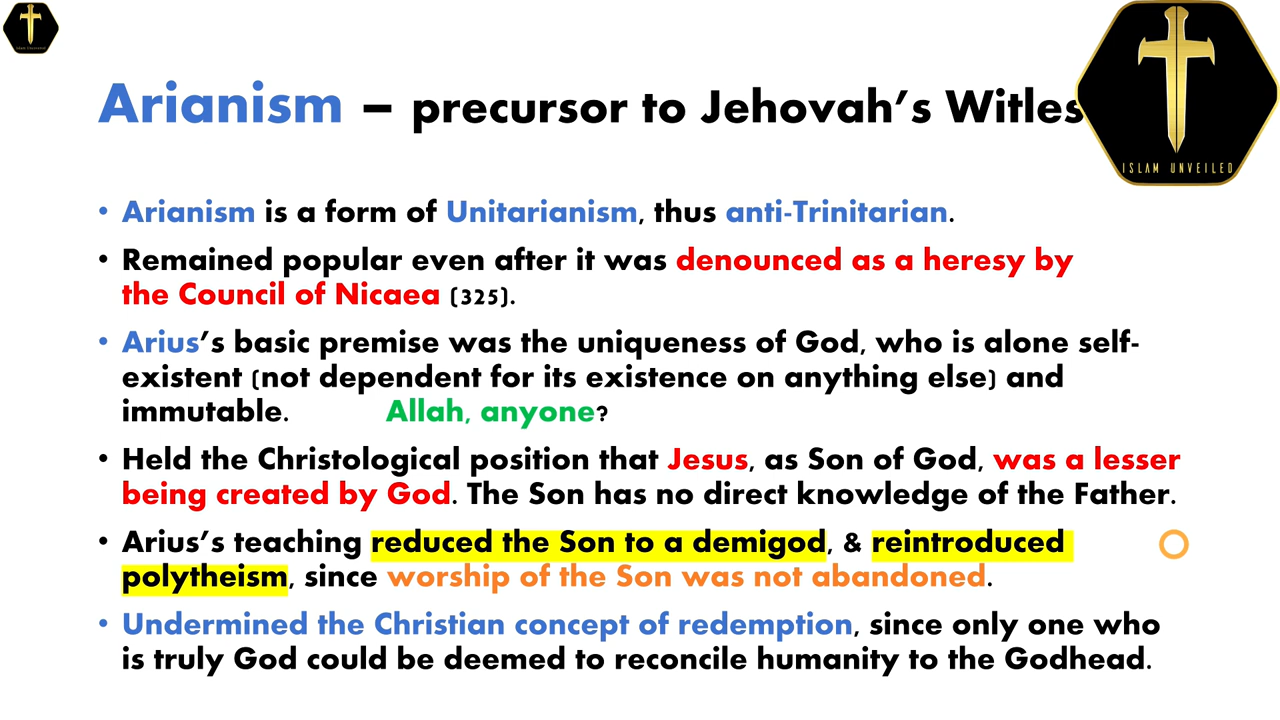 Arianism – precursor to Jehovah's Witles
ISLAM UNVEILED
• Arianism is a form of Unitarianism, thus anti-Trinitarian.
• Remained popular even after it was denounced as a heresy by
the Council of Nicaea (325).
• Arius's basic premise was the uniqueness of God, who is alone self-
existent (not dependent for its existence on anything else) and
immutable. Allah, anyone?
• Held the Christological position that Jesus, as Son of God, was a lesser
being created by God. The Son has no direct knowledge of the Father.
• Arius's teaching reduced the Son to a demigod, & reintroduced
polytheism, since worship of the Son was not abandoned.
• Undermined the Christian concept of redemption, since only one who
is truly God could be deemed to reconcile humanity to the Godhead.